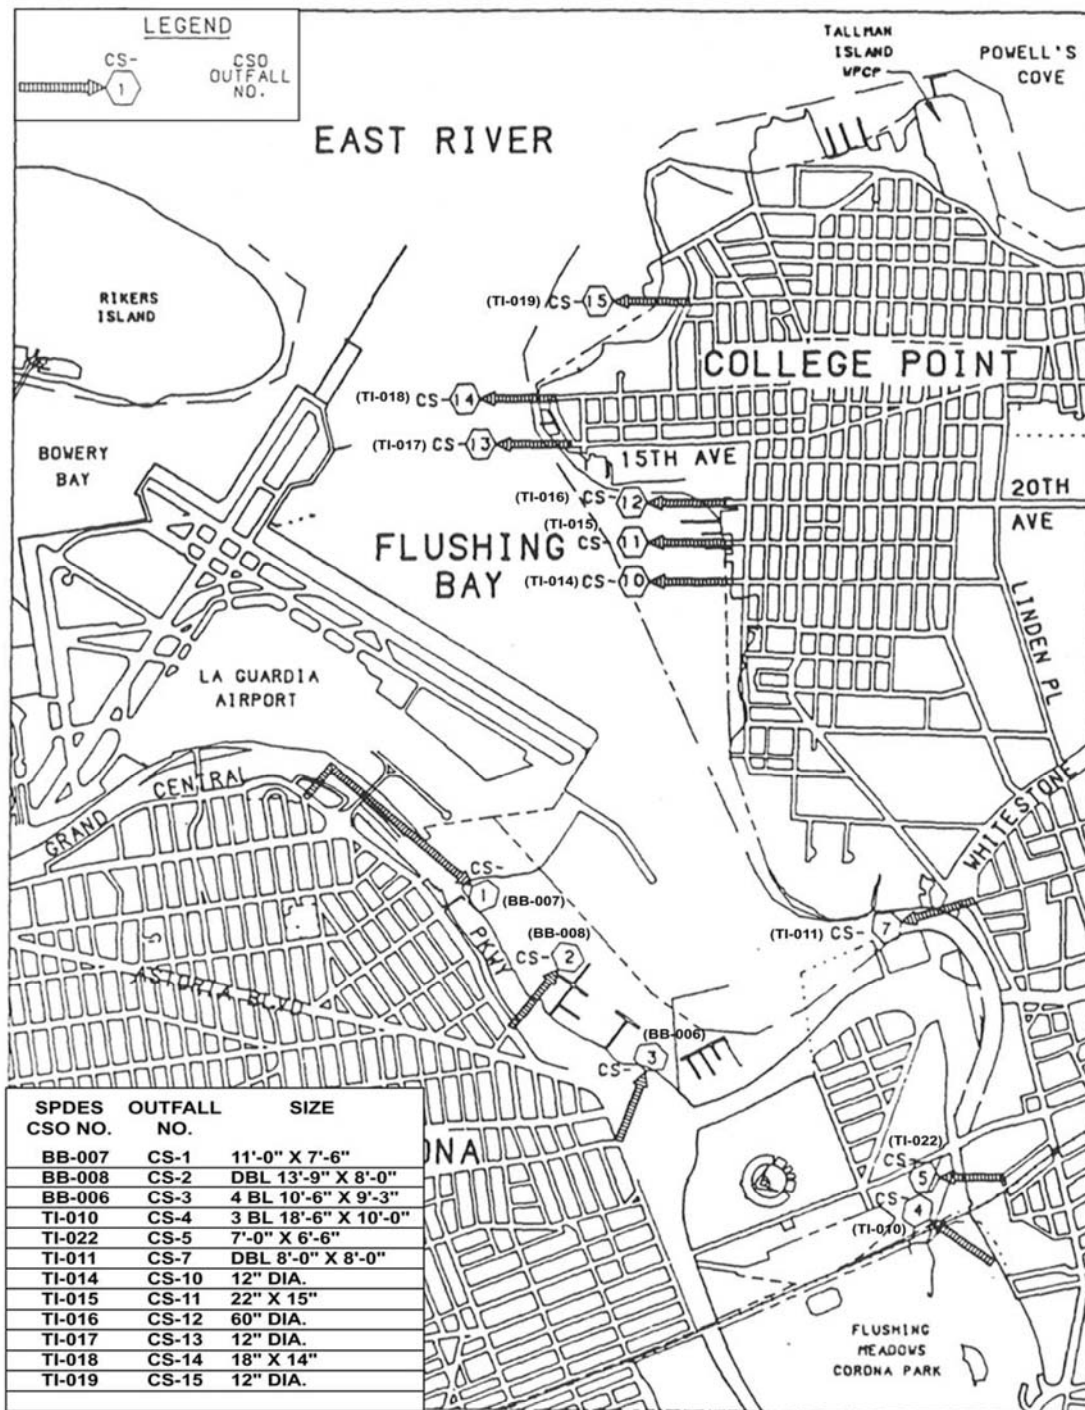 LEGEND
CS-
1
CSO
OUTFALL
NO.
TALLMAN
ISLAND
WPCP
POWELL'S
COVE
EAST RIVER
RIKERS
ISLAND
(TI-019) CS- 15
COLLEGE POINT
(TI-018) CS- 14
(TI-017) CS- 13
15TH AVE
BOWERY
BAY
(TI-016) CS- 12
20TH
AVE
(TI-015) CS- 11
FLUSHING
BAY
(TI-014) CS- 10
LINDEN PL
LA GUARDIA
AIRPORT
GRAND CENTRAL
PKWY
WHITESTONE
CS- 1 (BB-007)
(BB-008)
CS- 2
(TI-011) CS- 7
ASTORIA BLVD
(BB-006)
CS- 3
ONA
(TI-022)
CS- 5
CS- 4
(TI-010)
FLUSHING
MEADOWS
CORONA PARK
SPDES OUTFALL SIZE
CSO NO. NO.
BB-007 CS-1 11'-0" X 7'-6"
BB-008 CS-2 DBL 13'-9" X 8'-0"
BB-006 CS-3 4 BL 10'-6" X 9'-3"
TI-010 CS-4 3 BL 18'-6" X 10'-0"
TI-022 CS-5 7'-0" X 6'-6"
TI-011 CS-7 DBL 8'-0" X 8'-0"
TI-014 CS-10 12" DIA.
TI-015 CS-11 22" X 15"
TI-016 CS-12 60" DIA.
TI-017 CS-13 12" DIA.
TI-018 CS-14 18" X 14"
TI-019 CS-15 12" DIA.